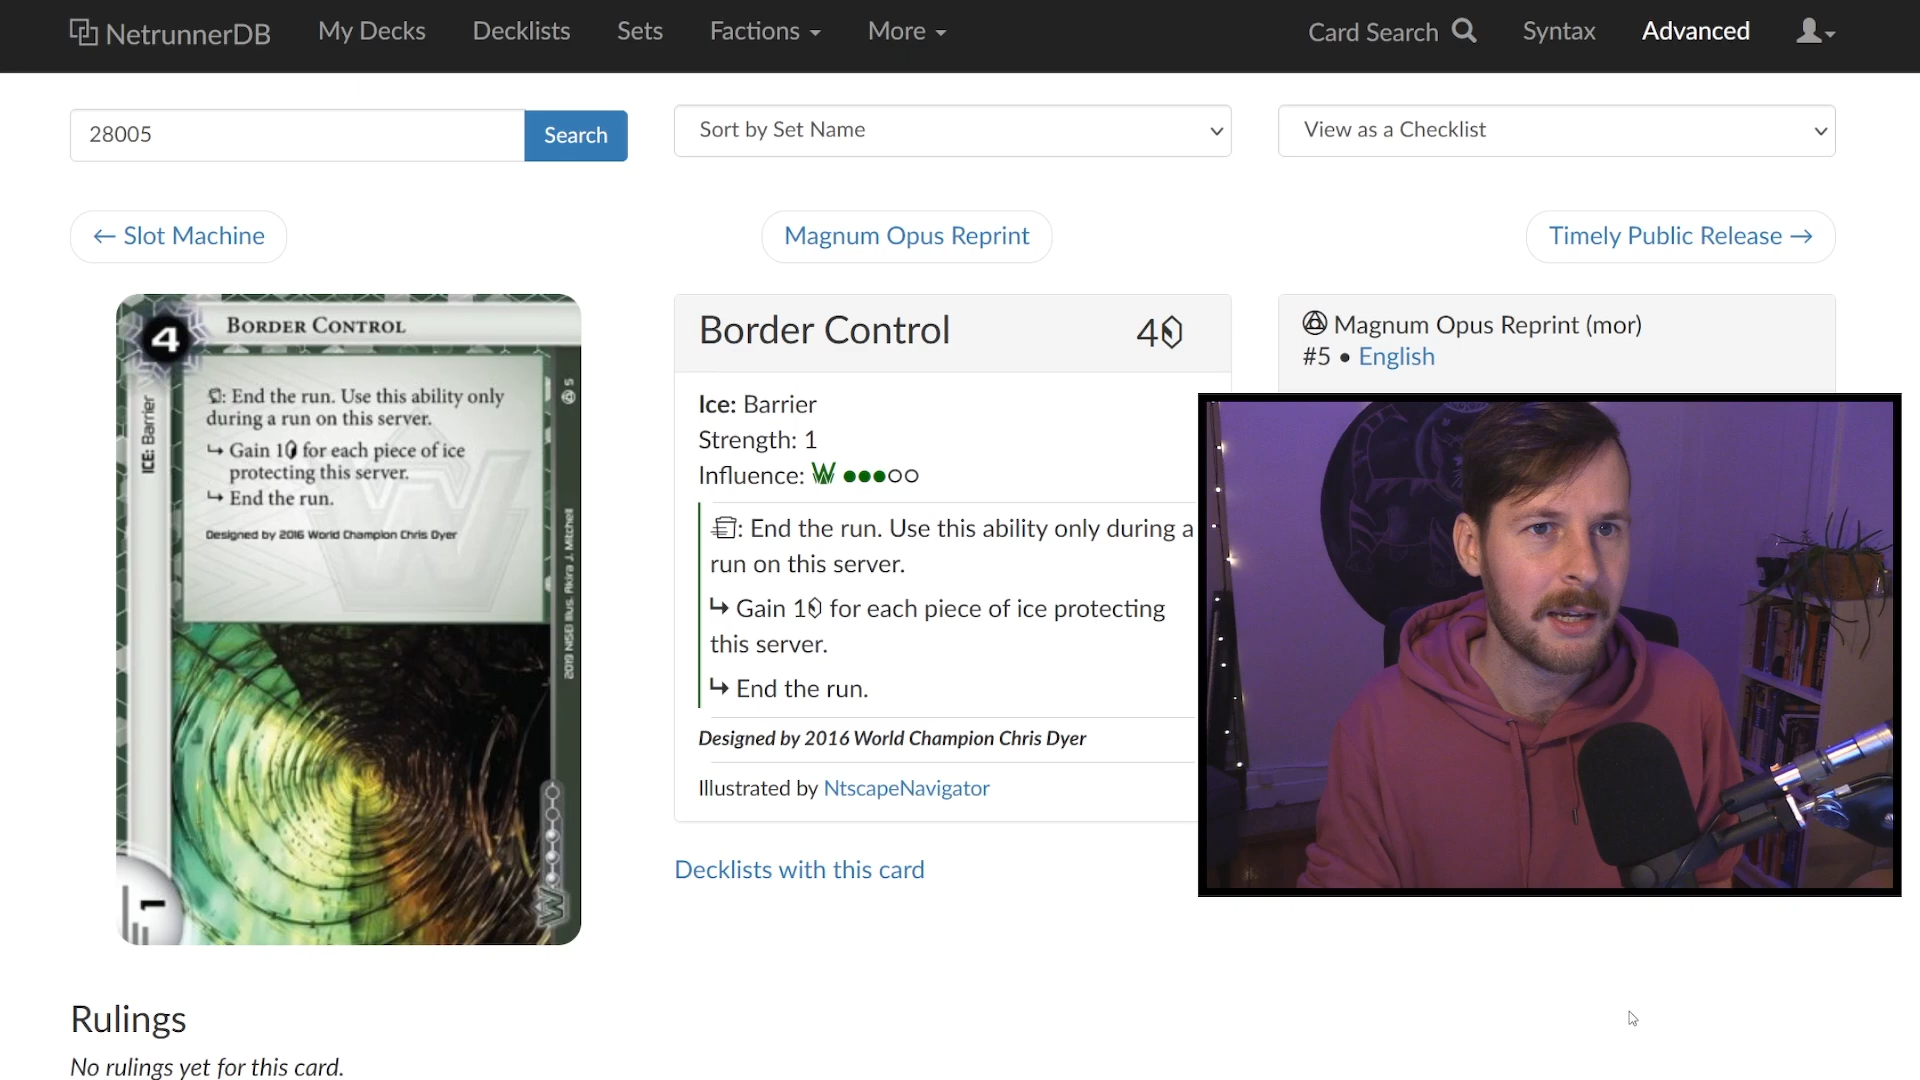 NetrunnerDB My Decks Decklists Sets Factions More Card Search Syntax Advanced
28005 Search Sort by Set Name View as a Checklist
← Slot Machine Magnum Opus Reprint Timely Public Release →
4 BORDER CONTROL
ICE: Barrier
: End the run. Use this ability only
during a run on this server.
↳ Gain 1 for each piece of ice
protecting this server.
↳ End the run.
Designed by 2016 World Champion Chris Dyer
5
2019 NISEI Illus. Akira J. Mitchell
1
Border Control 4
Ice: Barrier
Strength: 1
Influence: ●●●○○
: End the run. Use this ability only during a
run on this server.
↳ Gain 1 for each piece of ice protecting
this server.
↳ End the run.
Designed by 2016 World Champion Chris Dyer
Illustrated by NtscapeNavigator
Decklists with this card
Magnum Opus Reprint (mor)
#5 • English
Rulings
No rulings yet for this card.